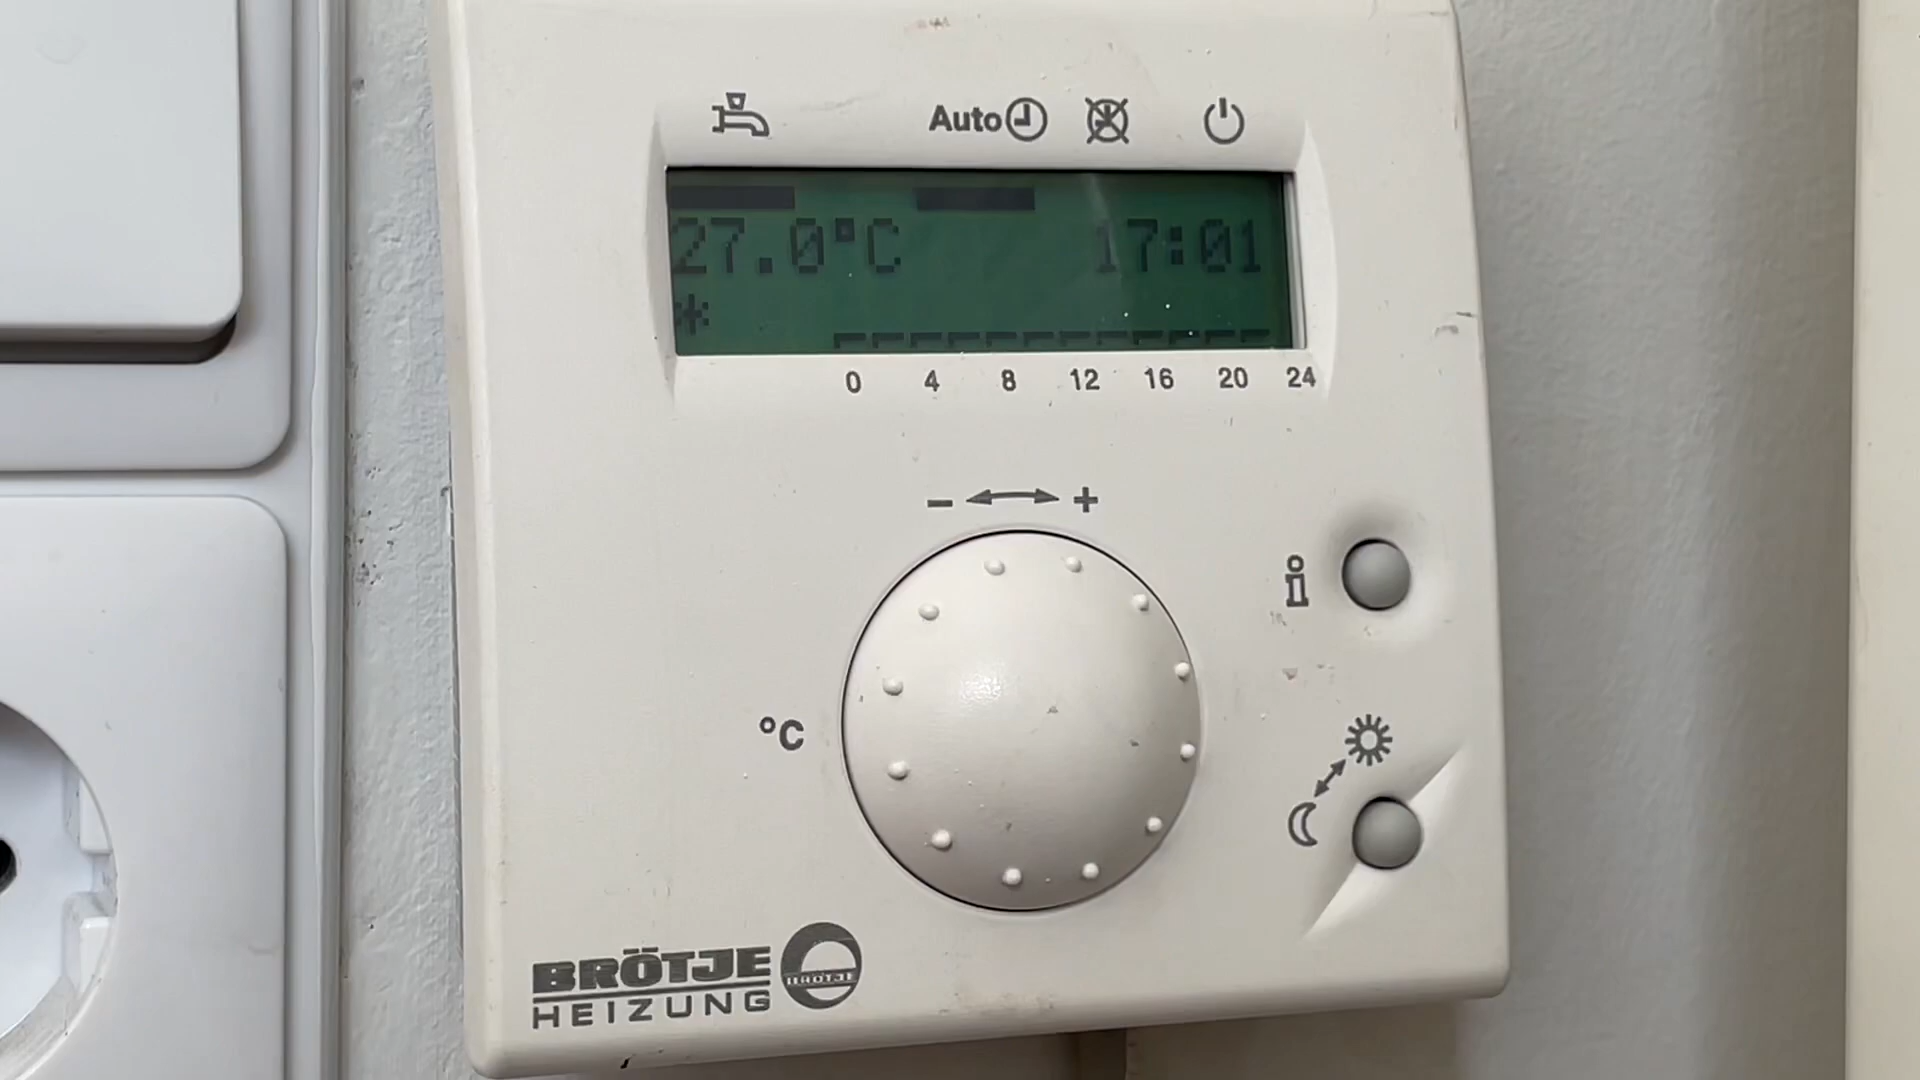 Auto
27.0°C 17:01
*
0 4 8 12 16 20 24
- +
i
°C
BRÖTJE
BRÖTJE
HEIZUNG